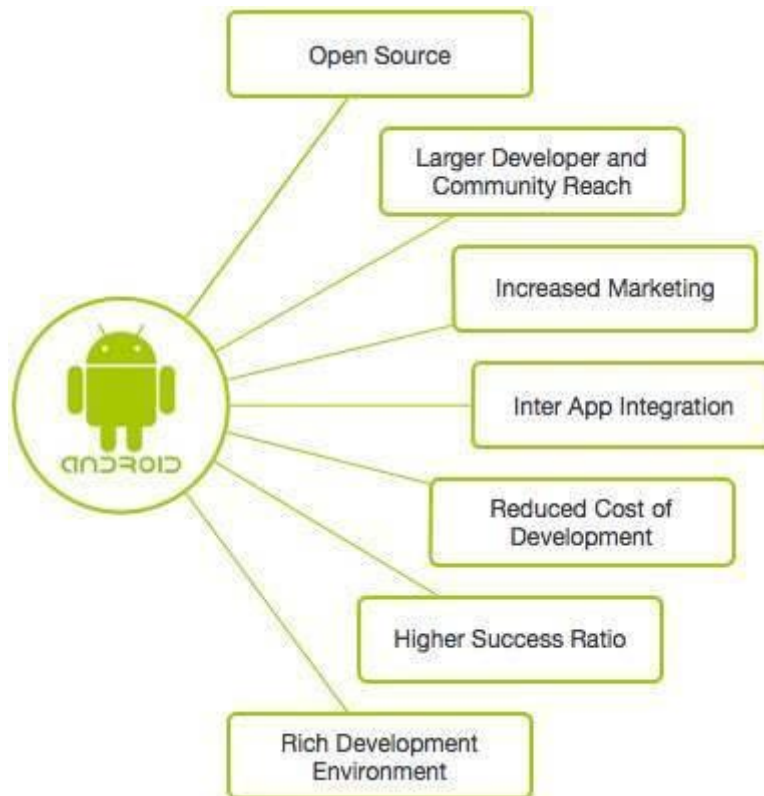 Open Source
Larger Developer and
Community Reach
Increased Marketing
ANDROID
Inter App Integration
Reduced Cost of
Development
Higher Success Ratio
Rich Development
Environment